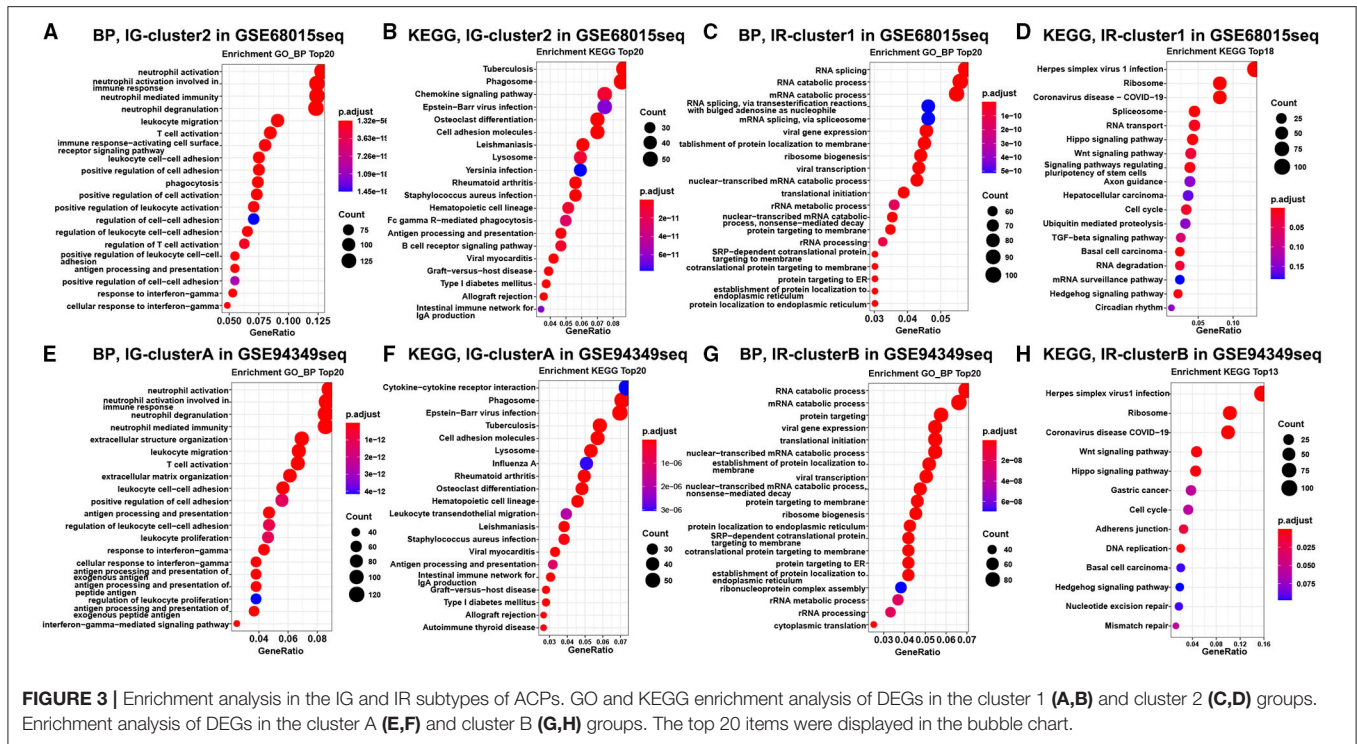 A BP, IG-cluster2 in GSE68015seq
Enrichment GO_BP Top20
neutrophil activation
neutrophil activation involved in
immune response
neutrophil mediated immunity
neutrophil degranulation
leukocyte migration
T cell activation
immune response-activating cell surface
receptor signaling pathway
leukocyte cell-cell adhesion
positive regulation of cell adhesion
phagocytosis
positive regulation of cell activation
positive regulation of leukocyte activation
regulation of cell-cell adhesion
regulation of leukocyte cell-cell adhesion
regulation of T cell activation
positive regulation of leukocyte cell-cell
adhesion
antigen processing and presentation
positive regulation of cell-cell adhesion
response to interferon-gamma
cellular response to interferon-gamma
0.050 0.075 0.100 0.125
GeneRatio
p.adjust
1.32e-56
3.63e-11
7.26e-11
1.09e-10
1.45e-10
Count
75
100
125
B KEGG, IG-cluster2 in GSE68015seq
Enrichment KEGG Top20
Tuberculosis
Phagosome
Chemokine signaling pathway
Epstein-Barr virus infection
Osteoclast differentiation
Cell adhesion molecules
Leishmaniasis
Lysosome
Yersinia infection
Rheumatoid arthritis
Staphylococcus aureus infection
Hematopoietic cell lineage
Fc gamma R-mediated phagocytosis
Antigen processing and presentation
B cell receptor signaling pathway
Viral myocarditis
Graft-versus-host disease
Type I diabetes mellitus
Allograft rejection
Intestinal immune network for
IgA production
0.04 0.05 0.06 0.07 0.08
GeneRatio
Count
30
40
50
p.adjust
2e-11
4e-11
6e-11
C BP, IR-cluster1 in GSE68015seq
Enrichment GO_BP Top20
RNA splicing
RNA catabolic process
mRNA catabolic process
RNA splicing, via transesterification reactions
with bulged adenosine as nucleophile
mRNA splicing, via spliceosome
viral gene expression
tablishment of protein localization to membrane
ribosome biogenesis
viral transcription
nuclear-transcribed mRNA catabolic process
translational initiation
rRNA metabolic process
nuclear-transcribed mRNA catabolic
process, nonsense-mediated decay
protein targeting to membrane
rRNA processing
SRP-dependent cotranslational protein
targeting to membrane
cotranslational protein targeting to membrane
protein targeting to ER
establishment of protein localization to
endoplasmic reticulum
protein localization to endoplasmic reticulum
0.03 0.04 0.05
GeneRatio
p.adjust
1e-10
2e-10
3e-10
4e-10
5e-10
Count
60
70
80
90
100
D KEGG, IR-cluster1 in GSE68015seq
Enrichment KEGG Top18
Herpes simplex virus 1 infection
Ribosome
Coronavirus disease - COVID-19
Spliceosome
RNA transport
Hippo signaling pathway
Wnt signaling pathway
Signaling pathways regulating
pluripotency of stem cells
Axon guidance
Hepatocellular carcinoma
Cell cycle
Ubiquitin mediated proteolysis
TGF-beta signaling pathway
Basal cell carcinoma
RNA degradation
mRNA surveillance pathway
Hedgehog signaling pathway
Circadian rhythm
0.05 0.10
GeneRatio
Count
25
50
75
100
p.adjust
0.05
0.10
0.15
E BP, IG-clusterA in GSE94349seq
Enrichment GO_BP Top20
neutrophil activation
neutrophil activation involved in
immune response
neutrophil degranulation
neutrophil mediated immunity
extracellular structure organization
leukocyte migration
T cell activation
extracellular matrix organization
leukocyte cell-cell adhesion
positive regulation of cell adhesion
antigen processing and presentation
regulation of leukocyte cell-cell adhesion
leukocyte proliferation
response to interferon-gamma
cellular response to interferon-gamma
antigen processing and presentation of
exogenous antigen
antigen processing and presentation of
peptide antigen
regulation of leukocyte proliferation
antigen processing and presentation of
exogenous peptide antigen
interferon-gamma-mediated signaling pathway
0.04 0.06 0.08
GeneRatio
p.adjust
1e-12
2e-12
3e-12
4e-12
Count
40
60
80
100
120
F KEGG, IG-clusterA in GSE94349seq
Enrichment KEGG Top20
Cytokine-cytokine receptor interaction
Phagosome
Epstein-Barr virus infection
Tuberculosis
Cell adhesion molecules
Lysosome
Influenza A
Rheumatoid arthritis
Osteoclast differentiation
Hematopoietic cell lineage
Leukocyte transendothelial migration
Leishmaniasis
Staphylococcus aureus infection
Viral myocarditis
Antigen processing and presentation
Intestinal immune network for
IgA production
Graft-versus-host disease
Type I diabetes mellitus
Allograft rejection
Autoimmune thyroid disease
0.03 0.04 0.05 0.06 0.07
GeneRatio
p.adjust
1e-06
2e-06
3e-06
Count
30
40
50
G BP, IR-clusterB in GSE94349seq
Enrichment GO_BP Top20
RNA catabolic process
mRNA catabolic process
protein targeting
viral gene expression
translational initiation
nuclear-transcribed mRNA catabolic process
establishment of protein localization to
membrane
viral transcription
nuclear-transcribed mRNA catabolic process,
nonsense-mediated decay
protein targeting to membrane
ribosome biogenesis
protein localization to endoplasmic reticulum
SRP-dependent cotranslational protein
targeting to membrane
cotranslational protein targeting to membrane
protein targeting to ER
establishment of protein localization to
endoplasmic reticulum
ribonucleoprotein complex assembly
rRNA metabolic process
rRNA processing
cytoplasmic translation
0.03 0.04 0.05 0.06 0.07
GeneRatio
p.adjust
2e-08
4e-08
6e-08
Count
40
60
80
H KEGG, IR-clusterB in GSE94349seq
Enrichment KEGG Top13
Herpes simplex virus1 infection
Ribosome
Coronavirus disease COVID-19
Wnt signaling pathway
Hippo signaling pathway
Gastric cancer
Cell cycle
Adherens junction
DNA replication
Basal cell carcinoma
Hedgehog signaling pathway
Nucleotide excision repair
Mismatch repair
0.04 0.08 0.12 0.16
GeneRatio
Count
25
50
75
100
p.adjust
0.025
0.050
0.075
FIGURE 3 | Enrichment analysis in the IG and IR subtypes of ACPs. GO and KEGG enrichment analysis of DEGs in the cluster 1 (A,B) and cluster 2 (C,D) groups.
Enrichment analysis of DEGs in the cluster A (E,F) and cluster B (G,H) groups. The top 20 items were displayed in the bubble chart.